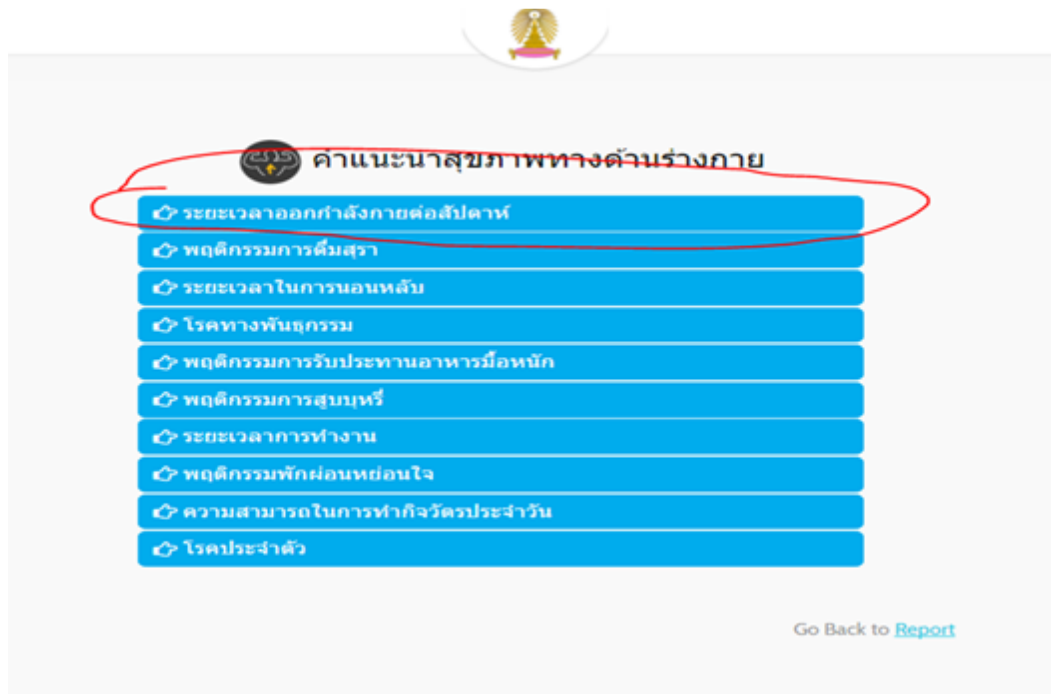 คำแนะนำสุขภาพทางด้านร่างกาย
ระยะเวลาออกกำลังกายต่อสัปดาห์
พฤติกรรมการดื่มสุรา
ระยะเวลาในการนอนหลับ
โรคทางพันธุกรรม
พฤติกรรมการรับประทานอาหารมื้อหนัก
พฤติกรรมการสูบบุหรี่
ระยะเวลาการทำงาน
พฤติกรรมพักผ่อนหย่อนใจ
ความสามารถในการทำกิจวัตรประจำวัน
โรคประจำตัว
Go Back to Report